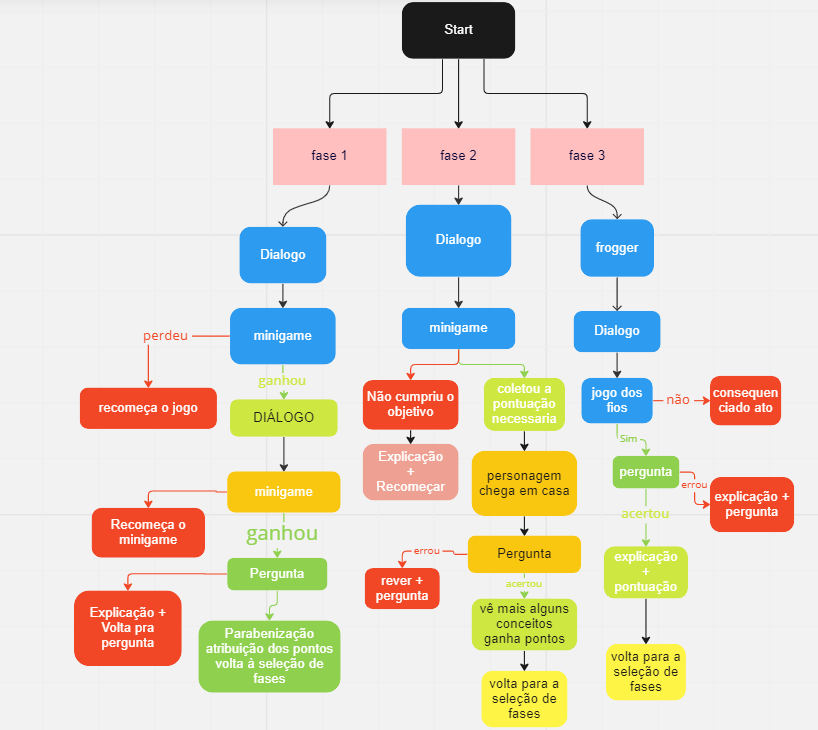 Start
fase 1
fase 2
fase 3
Dialogo
Dialogo
frogger
minigame
perdeu
ganhou
recomeça o jogo
DIÁLOGO
minigame
Recomeça o
minigame
ganhou
Pergunta
Explicação +
Volta pra
pergunta
Parabenização
atribuição dos pontos
volta à seleção de
fases
minigame
Não cumpriu o
objetivo
coletou a
pontuação
necessaria
Explicação
+
Recomeçar
personagem
chega em casa
Pergunta
errou
rever +
pergunta
acertou
vê mais alguns
conceitos
ganha pontos
volta para a
seleção de
fases
Dialogo
jogo dos
fios
não
consequen
ciado ato
Sim
pergunta
errou
explicação +
pergunta
acertou
explicação
+
pontuação
volta para a
seleção de
fases